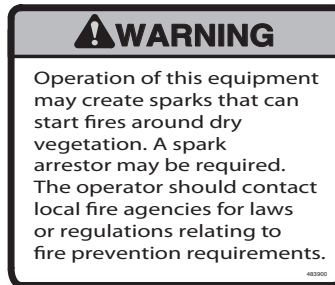 WARNING
Operation of this equipment
may create sparks that can
start fires around dry
vegetation. A spark
arrestor may be required.
The operator should contact
local fire agencies for laws
or regulations relating to
fire prevention requirements.
483900